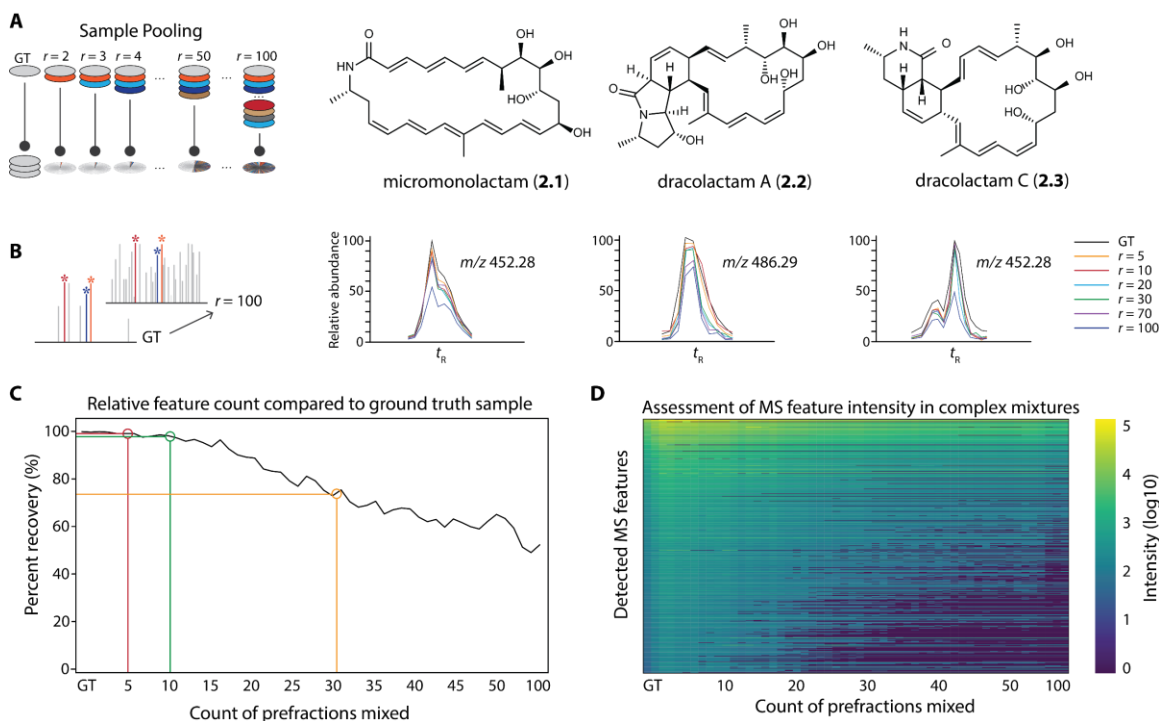 A
Sample Pooling
GT r = 2 r = 3 r = 4 r = 50 r = 100
... ...
...
... ...
O
HN
OH
OH
HO
OH
micromonolactam (2.1)
OH
OH
OH
OH OH
H
O
H
H
N
OH
dracolactam A (2.2)
H
N
O
H
H
OH
OH
HO
HO
dracolactam C (2.3)
B
* * *
r = 100
* * *
GT
Relative abundance
100
50
0
m/z 452.28
tR
100
50
0
m/z 486.29
tR
100
50
0
m/z 452.28
tR
GT
r = 5
r = 10
r = 20
r = 30
r = 70
r = 100
C
Relative feature count compared to ground truth sample
Percent recovery (%)
100
80
60
40
20
0
GT 5 10 15 20 25 30 35 40 45 50 100
Count of prefractions mixed
D
Assessment of MS feature intensity in complex mixtures
Detected MS features
GT 10 20 30 40 50 100
Count of prefractions mixed
5
4
3
2
1
0
Intensity (log10)